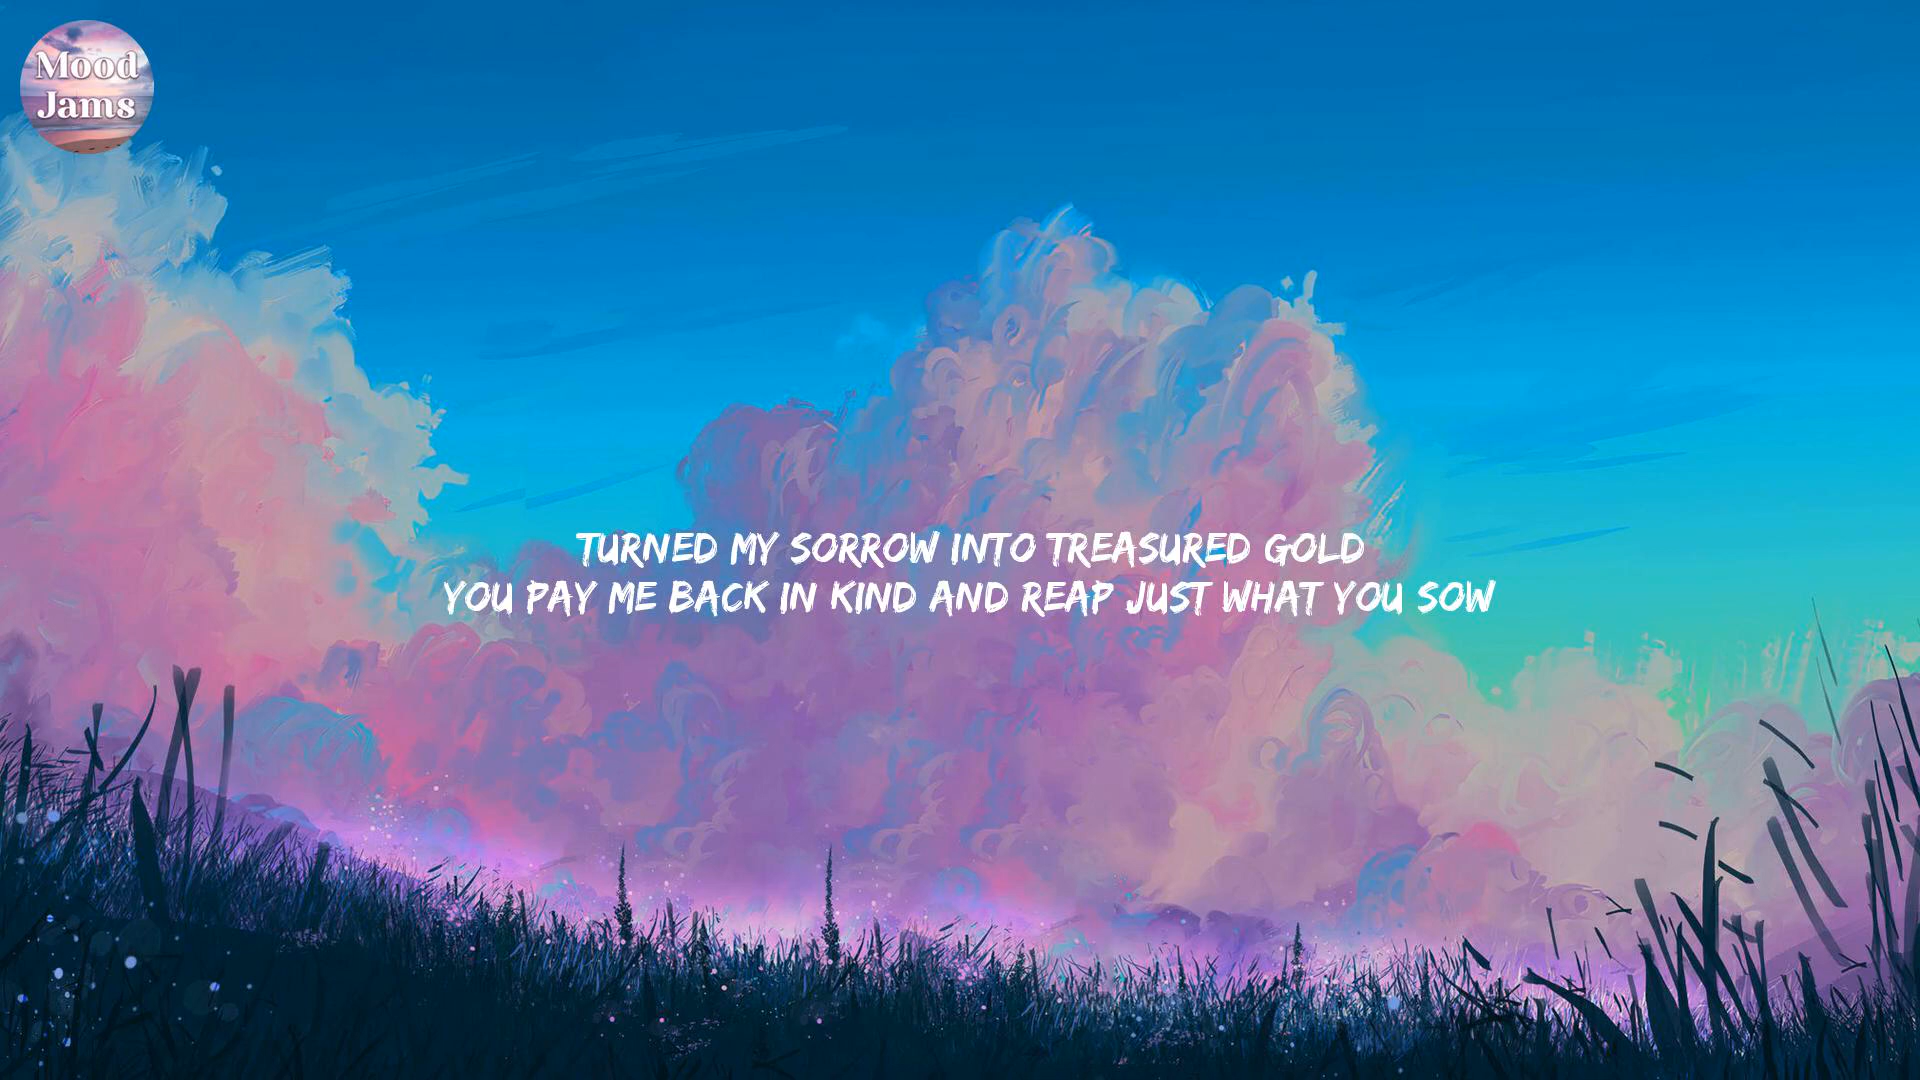 Mood
Jams
TURNED MY SORROW INTO TREASURED GOLD
YOU PAY ME BACK IN KIND AND REAP JUST WHAT YOU SOW